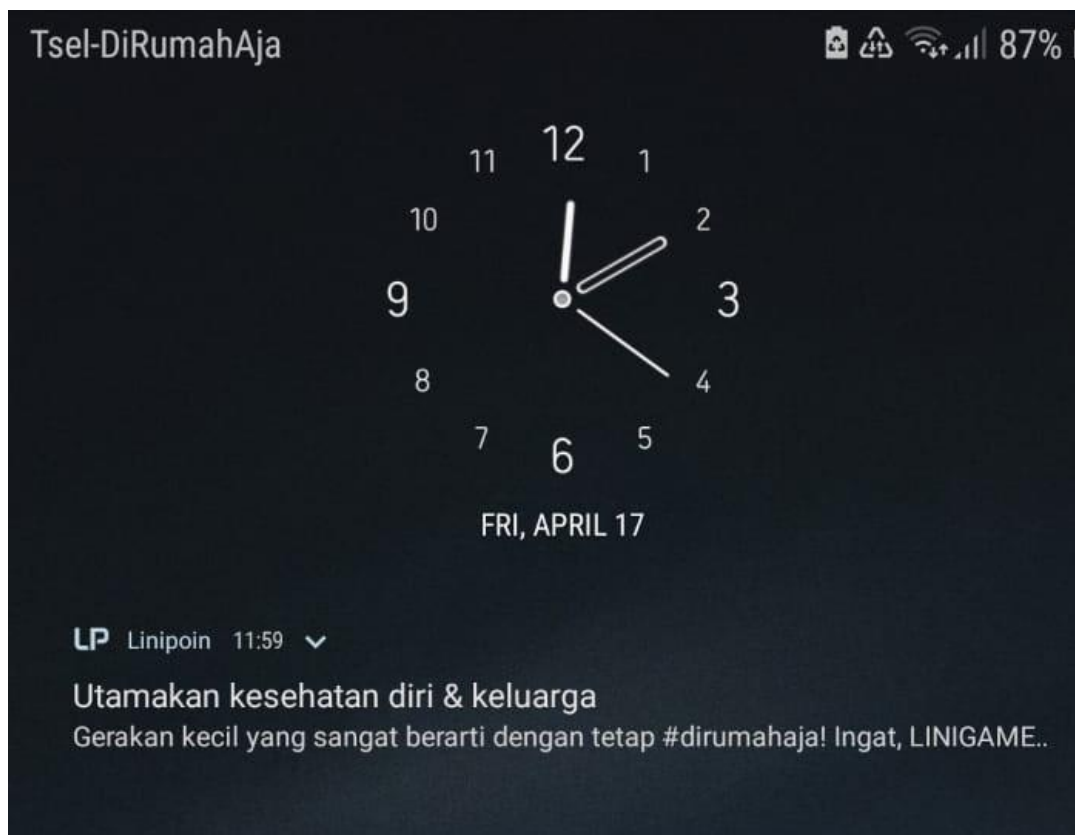 Tsel-DiRumahAja 87%
12
11 1
10 2
9 3
8 4
7 5
6
FRI, APRIL 17
LP Linipoin 11:59
Utamakan kesehatan diri & keluarga
Gerakan kecil yang sangat berarti dengan tetap #dirumahaja! Ingat, LINIGAME..